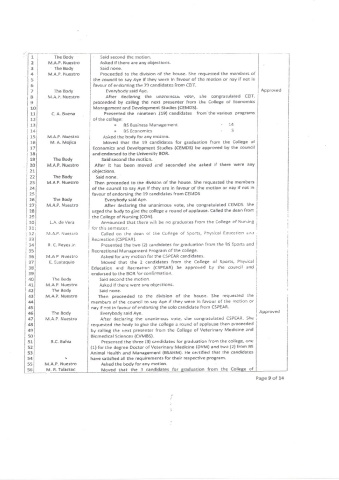 1 The Body Said second the motion.
2 M.A.P. Nuestro Asked if there are any objections.
3 The Body Said none.
4 M.A.P. Nuestro Proceeded to the division of the house. She requested the members of
5 the council to say Aye if they were in favour of the motion or nay if not in
6 favour of endorsing the 19 candidates from CBT.
7 The Body Everybody said Aye. Approved
8 M.A.P. Nuestro After declaring the unanimous vote, she congratulated CBT,
9 proceeded by calling the next presenter from the College of Economics
10 Management and Development Studies (CEMDS).
11 C. A. Buena Presented the nineteen (19) candidates from the various programs
12 of the college:
13 • BS Business Management - 14
14 • BS Economics - 5
15 M.A.P. Nuestro Asked the body for any motion.
16 M. A. Mojica Moved that the 19 candidates for graduation from the College of
17 Economics and Development Studies (CEMDS) be approved by the council
18 and endorsed to the University BOR.
19 The Body Said second the motion.
20 M.A.P. Nuestro After it has been moved and seconded she asked if there were any
21 objections
22 The Body Said none
23 M.A.P. Nuestro Then proceeded to the division of the house. She requested the members
24 of the council to say Aye if they are in favour of the motion or nay if not in
25 favour of endorsing the 19 candidates from CEMDS
26 The Body Everybody said Aye.
27 M.A.P. Nuestro After declaring the unanimous vote, she congratulated CEMDS. She
28 urged the body to give the college a round of applause. Called the dean from
29 the College of Nursing (CON).
30 Announced that there will be no graduates from the College of Nursing
31 for this semester.
32 M.A.P. Nuestro Called on the dean of the College of Sports, Physical Education and
33 Recreation (CSPEAR).
34 Presented the two (2) candidates for graduation from the BS Sports and
35 Recreational Management Program of the college.
36 M.A.P. Nuestro Asked for any motion for the CSPEAR candidates.
37 Moved that the 2 candidates from the College of Sports, Physical
38 Education and Recreation (CSPEAR) be approved by the council and
39 endorsed to the BOR for confirmation.
40 The Body Said second the motion
41 M.A.P. Nuestro Asked if there were any objections.
42 The Body Said none.
43 M.A.P. Nuestro Then proceeded to the division of the house. She requested the
44 members of the council to say Aye if they were in favour of the motion or
45 nay if not in favour of endorsing the said candidates from CSPEAR.
46 The Body Everybody said Aye. Approved
47 M.A.P. Nuestro After declaring the unanimous vote, she congratulated CSPEAR. She
48 requested the body to give the college a round of applause then proceeded
49 by calling the next presenter from the College of Veterinary Medicine and
50 Biomedical Sciences (CVMBS).
51 Presented the three (3) candidates for graduation from the college, one
52 (1) for the degree Doctor of Veterinary Medicine (DVM) and two (2) from BS
53 Animal Health and Management (BSAHM). He certified that the candidates
54 have satisfied all the requirements for their respective program.
55 M.A.P. Nuestro Asked the body for any motion.
56 Moved that the 3 candidates for graduation from the College of
Page 9 of 14